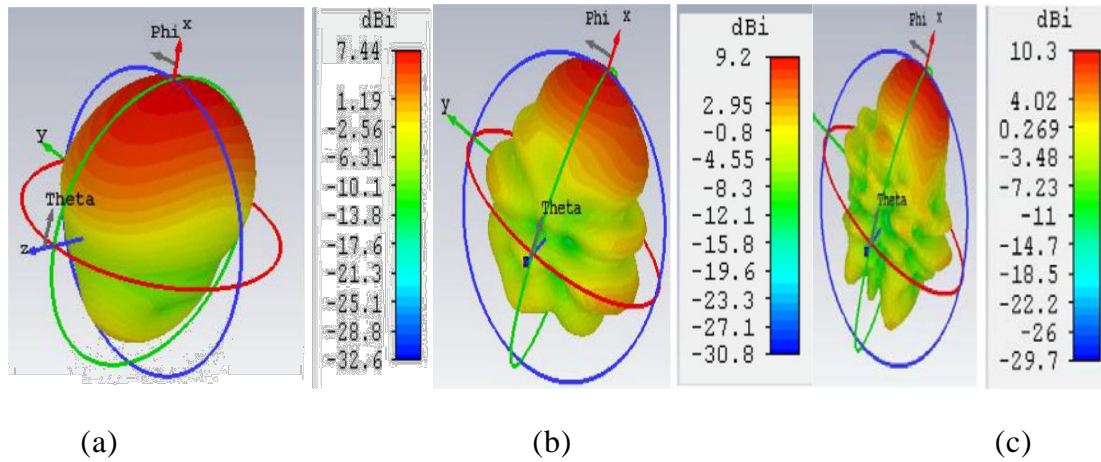 Phi x
y
Theta
z
dBi
7.44
1.19
-2.56
-6.31
-10.1
-13.8
-17.6
-21.3
-25.1
-28.8
-32.6
Phi x
y
Theta
dBi
9.2
2.95
-0.8
-4.55
-8.3
-12.1
-15.8
-19.6
-23.3
-27.1
-30.8
Phi x
y
Theta
dBi
10.3
4.02
0.269
-3.48
-7.23
-11
-14.7
-18.5
-22.2
-26
-29.7
(a) (b) (c)